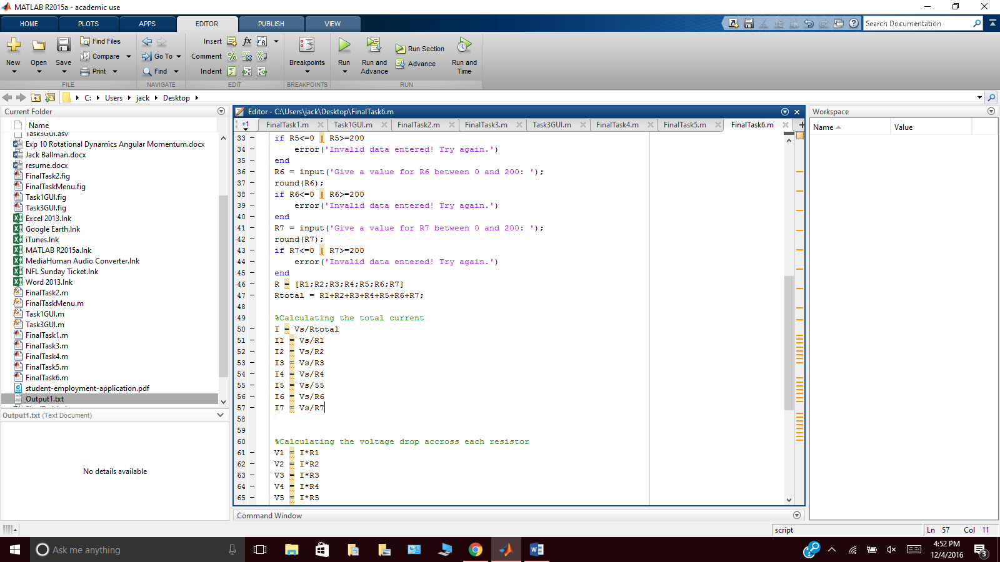 MATLAB R2015a - academic use
HOME PLOTS APPS EDITOR PUBLISH VIEW
Search Documentation
New Open Save Find Files Compare Print
FILE
Go To Find
NAVIGATE
Insert fx
Comment
Indent
EDIT
Breakpoints
BREAKPOINTS
Run Run and Advance Run Section Advance Run and Time
RUN
C: Users jack Desktop
Current Folder
Name
Task3GUI.asv
Exp 10 Rotational Dynamics Angular Momentum.docx
Jack Ballman.docx
resume.docx
FinalTask2.fig
FinalTaskMenu.fig
Task1GUI.fig
Task3GUI.fig
Excel 2013.lnk
Google Earth.lnk
iTunes.lnk
MATLAB R2015a.lnk
MediaHuman Audio Converter.lnk
NFL Sunday Ticket.lnk
Word 2013.lnk
FinalTask2.m
FinalTaskMenu.m
Task1GUI.m
Task3GUI.m
FinalTask1.m
FinalTask3.m
FinalTask4.m
FinalTask5.m
FinalTask6.m
student-employment-application.pdf
Output1.txt
Output1.txt (Text Document)
No details available
Editor - C:\Users\jack\Desktop\FinalTask6.m
+1 FinalTask1.m Task1GUI.m FinalTask2.m FinalTask3.m Task3GUI.m FinalTask4.m FinalTask5.m FinalTask6.m
33 if R5<=0 | R5>=200
34 error('Invalid data entered! Try again.')
35 end
36 R6 = input('Give a value for R6 between 0 and 200: ');
37 round(R6);
38 if R6<=0 | R6>=200
39 error('Invalid data entered! Try again.')
40 end
41 R7 = input('Give a value for R7 between 0 and 200: ');
42 round(R7);
43 if R7<=0 | R7>=200
44 error('Invalid data entered! Try again.')
45 end
46 R = [R1;R2;R3;R4;R5;R6;R7]
47 Rtotal = R1+R2+R3+R4+R5+R6+R7;
48
49 %Calculating the total current
50 I = Vs/Rtotal
51 I1 = Vs/R1
52 I2 = Vs/R2
53 I3 = Vs/R3
54 I4 = Vs/R4
55 I5 = Vs/55
56 I6 = Vs/R6
57 I7 = Vs/R7
58
59
60 %Calculating the voltage drop accross each resistor
61 V1 = I*R1
62 V2 = I*R2
63 V3 = I*R3
64 V4 = I*R4
65 V5 = I*R5
Command Window
Workspace
Name Value
script Ln 57 Col 11
Ask me anything
4:52 PM
12/4/2016
3